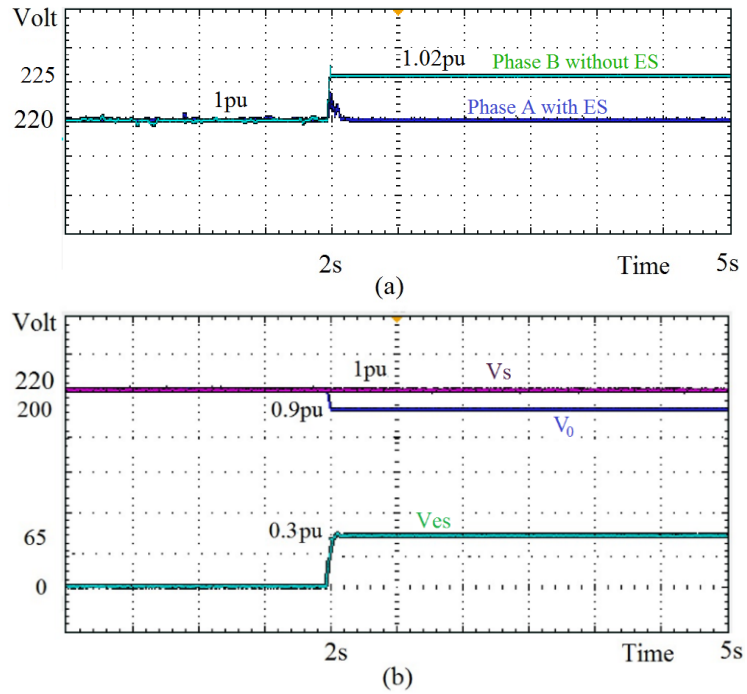 Volt
1.02pu
Phase B without ES
225
1pu
Phase A with ES
220
2s
Time
5s
(a)
Volt
1pu
Vs
220
0.9pu
200
V₀
0.3pu
Ves
65
0
2s
Time
5s
(b)